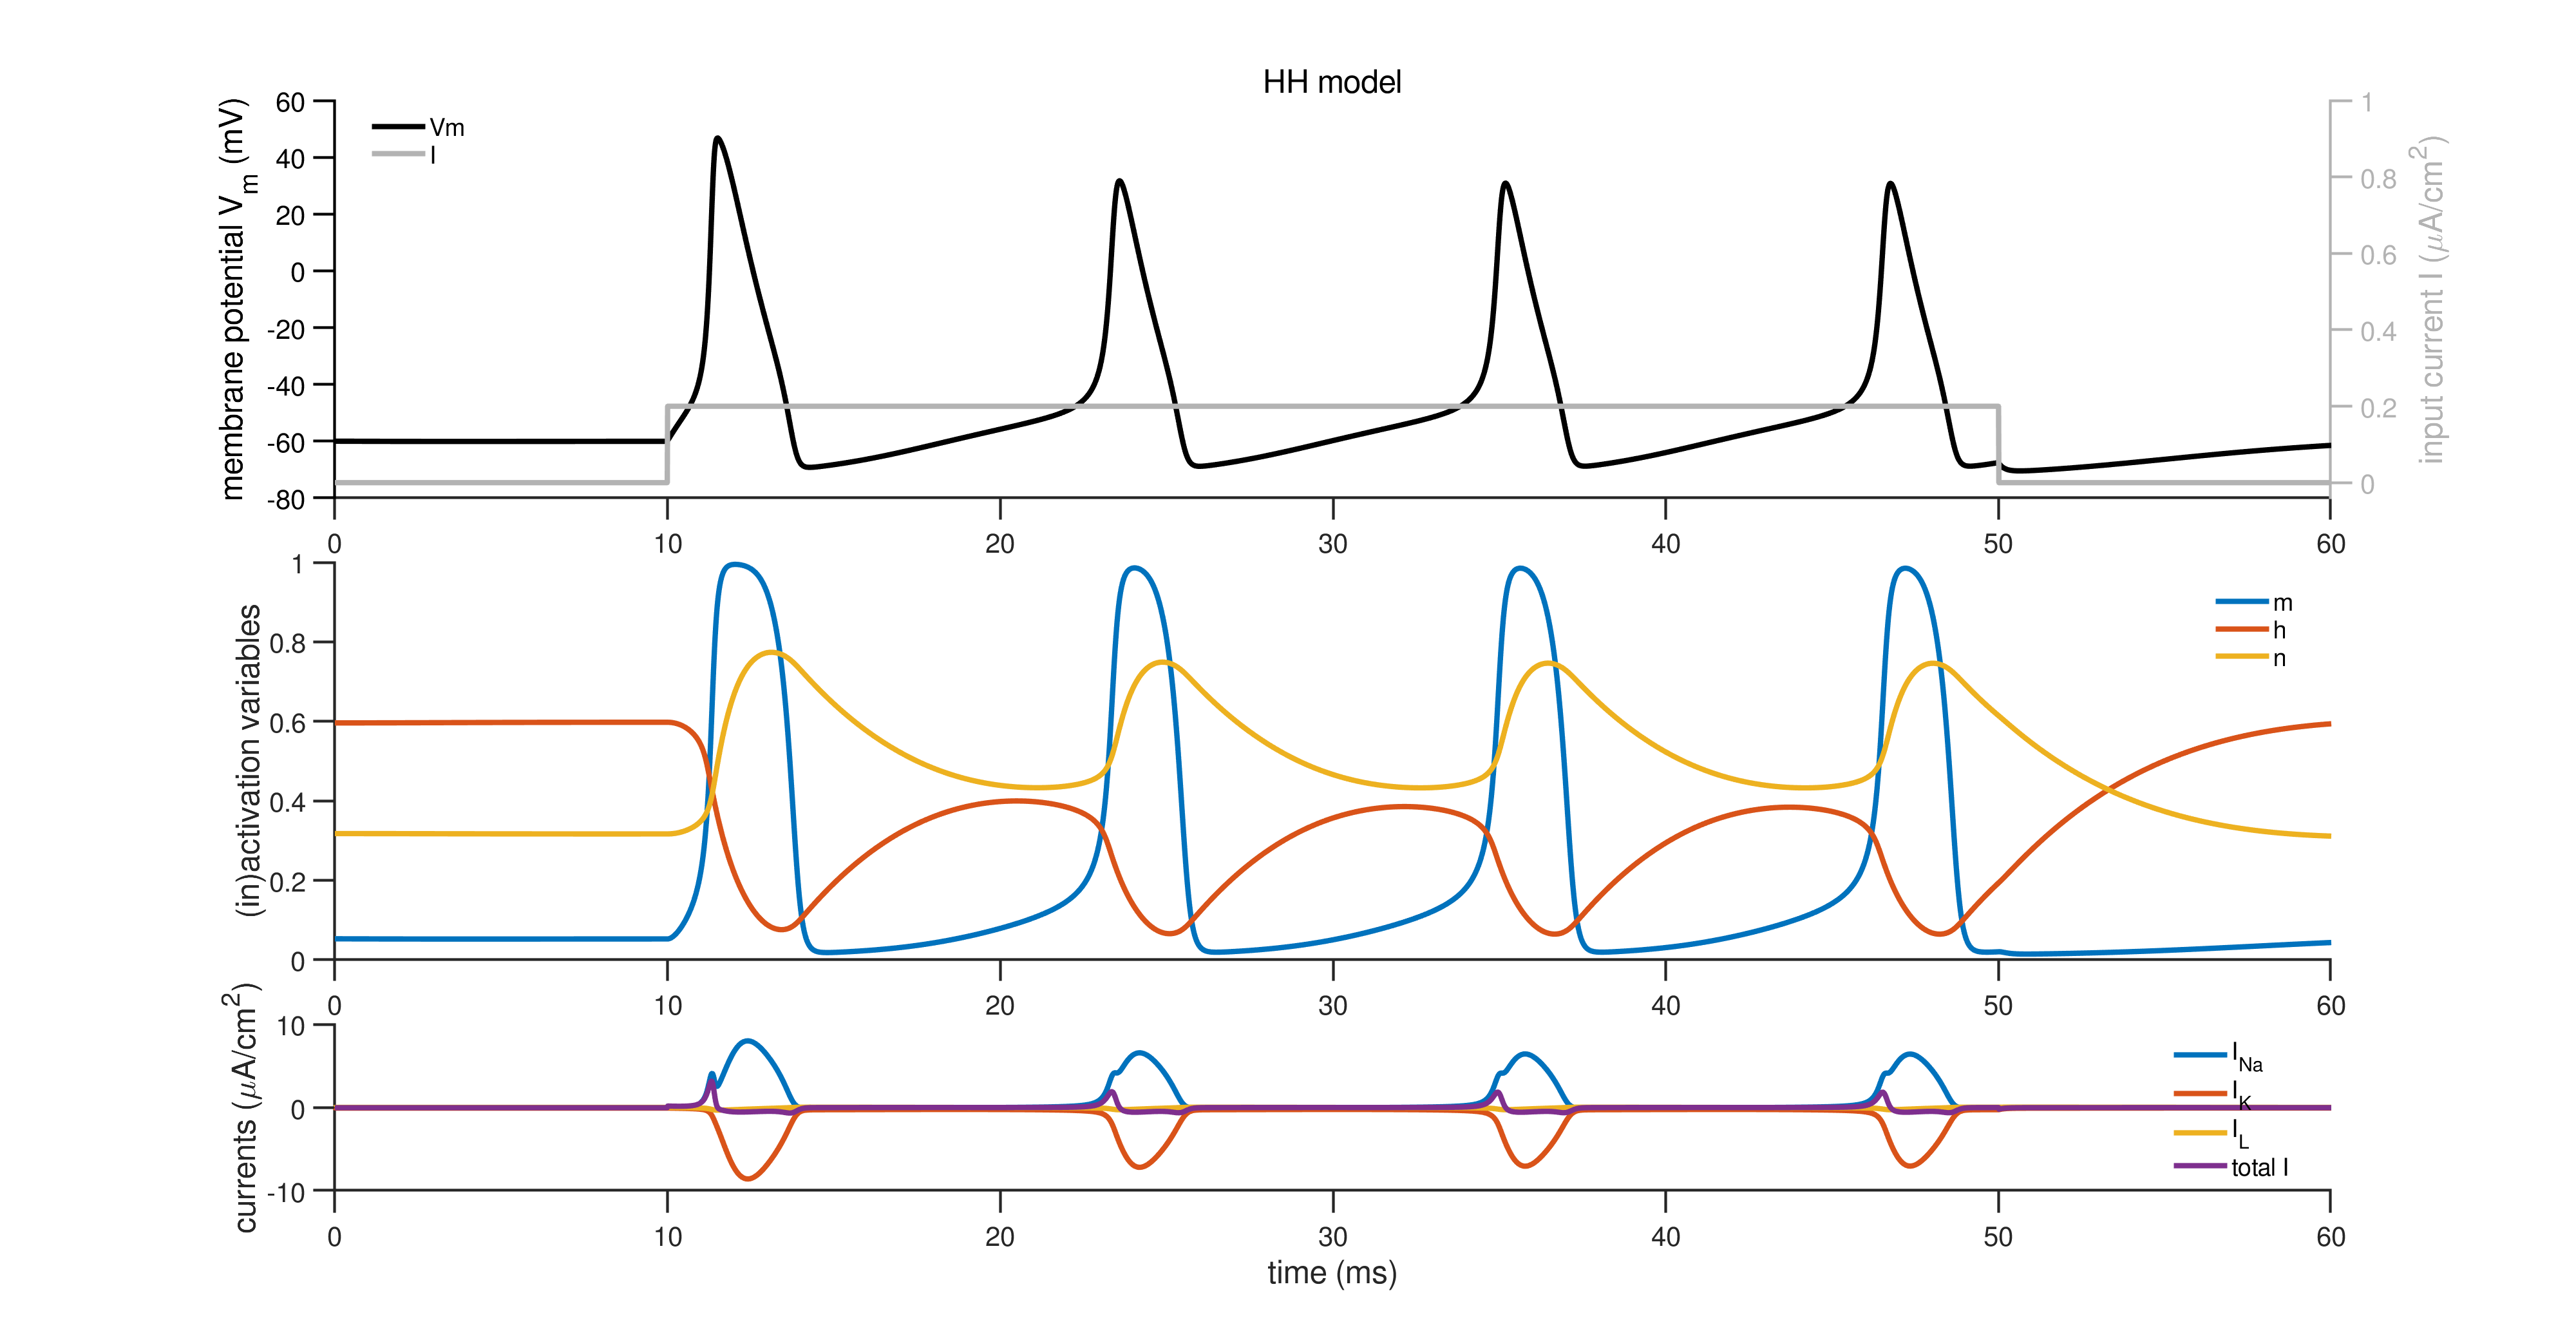 HH model
membrane potential Vm (mV)
60
40
20
0
-20
-40
-60
-80
Vm
I
1
0.8
0.6
0.4
0.2
0
input current I (μA/cm2)
0 10 20 30 40 50 60
(in)activation variables
1
0.8
0.6
0.4
0.2
0
m
h
n
0 10 20 30 40 50 60
currents (μA/cm2)
10
0
-10
INa
IK
IL
total I
0 10 20 30 40 50 60
time (ms)